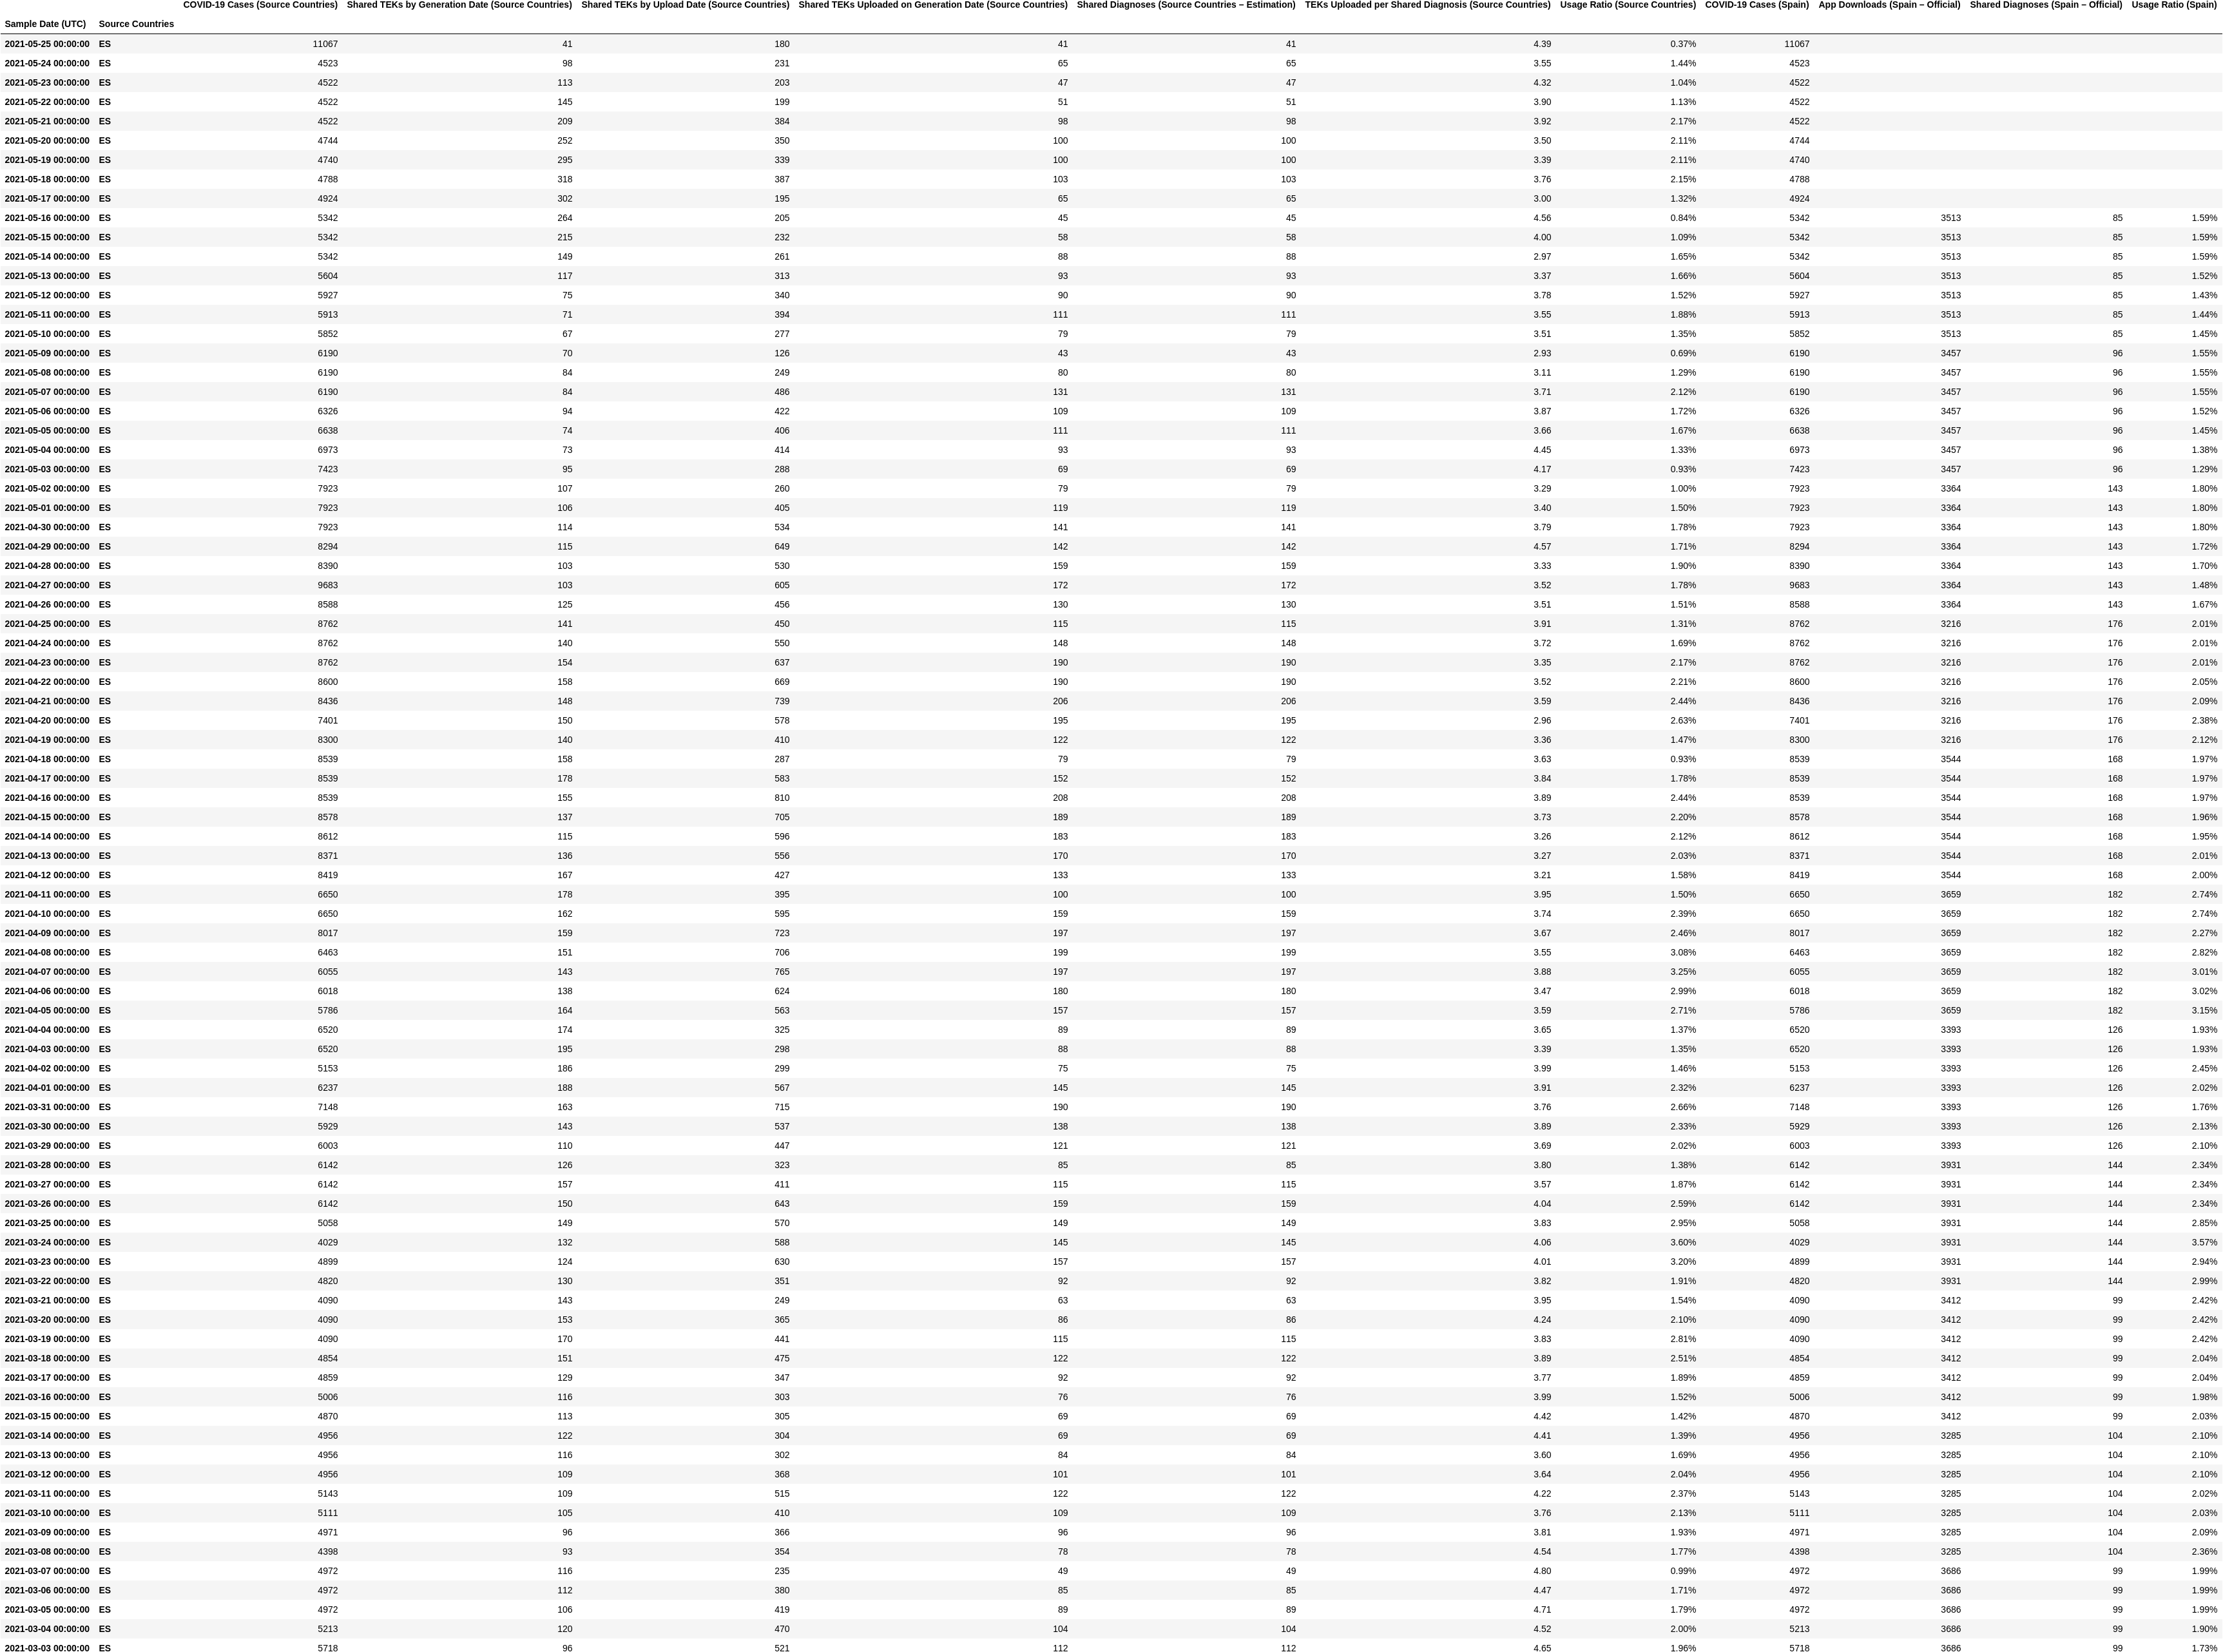 COVID-19 Cases (Source Countries) Shared TEKs by Generation Date (Source Countries) Shared TEKs by Upload Date (Source Countries) Shared TEKs Uploaded on Generation Date (Source Countries) Shared Diagnoses (Source Countries – Estimation) TEKs Uploaded per Shared Diagnosis (Source Countries) Usage Ratio (Source Countries) COVID-19 Cases (Spain) App Downloads (Spain – Official) Shared Diagnoses (Spain – Official) Usage Ratio (Spain)
Sample Date (UTC) Source Countries
2021-05-25 00:00:00 ES 11067 41 180 41 41 4.39 0.37% 11067
2021-05-24 00:00:00 ES 4523 98 231 65 65 3.55 1.44% 4523
2021-05-23 00:00:00 ES 4522 113 203 47 47 4.32 1.04% 4522
2021-05-22 00:00:00 ES 4522 145 199 51 51 3.90 1.13% 4522
2021-05-21 00:00:00 ES 4522 209 384 98 98 3.92 2.17% 4522
2021-05-20 00:00:00 ES 4744 252 350 100 100 3.50 2.11% 4744
2021-05-19 00:00:00 ES 4740 295 339 100 100 3.39 2.11% 4740
2021-05-18 00:00:00 ES 4788 318 387 103 103 3.76 2.15% 4788
2021-05-17 00:00:00 ES 4924 302 195 65 65 3.00 1.32% 4924
2021-05-16 00:00:00 ES 5342 264 205 45 45 4.56 0.84% 5342 3513 85 1.59%
2021-05-15 00:00:00 ES 5342 215 232 58 58 4.00 1.09% 5342 3513 85 1.59%
2021-05-14 00:00:00 ES 5342 149 261 88 88 2.97 1.65% 5342 3513 85 1.59%
2021-05-13 00:00:00 ES 5604 117 313 93 93 3.37 1.66% 5604 3513 85 1.52%
2021-05-12 00:00:00 ES 5927 75 340 90 90 3.78 1.52% 5927 3513 85 1.43%
2021-05-11 00:00:00 ES 5913 71 394 111 111 3.55 1.88% 5913 3513 85 1.44%
2021-05-10 00:00:00 ES 5852 67 277 79 79 3.51 1.35% 5852 3513 85 1.45%
2021-05-09 00:00:00 ES 6190 70 126 43 43 2.93 0.69% 6190 3457 96 1.55%
2021-05-08 00:00:00 ES 6190 84 249 80 80 3.11 1.29% 6190 3457 96 1.55%
2021-05-07 00:00:00 ES 6190 84 486 131 131 3.71 2.12% 6190 3457 96 1.55%
2021-05-06 00:00:00 ES 6326 94 422 109 109 3.87 1.72% 6326 3457 96 1.52%
2021-05-05 00:00:00 ES 6638 74 406 111 111 3.66 1.67% 6638 3457 96 1.45%
2021-05-04 00:00:00 ES 6973 73 414 93 93 4.45 1.33% 6973 3457 96 1.38%
2021-05-03 00:00:00 ES 7423 95 288 69 69 4.17 0.93% 7423 3457 96 1.29%
2021-05-02 00:00:00 ES 7923 107 260 79 79 3.29 1.00% 7923 3364 143 1.80%
2021-05-01 00:00:00 ES 7923 106 405 119 119 3.40 1.50% 7923 3364 143 1.80%
2021-04-30 00:00:00 ES 7923 114 534 141 141 3.79 1.78% 7923 3364 143 1.80%
2021-04-29 00:00:00 ES 8294 115 649 142 142 4.57 1.71% 8294 3364 143 1.72%
2021-04-28 00:00:00 ES 8390 103 530 159 159 3.33 1.90% 8390 3364 143 1.70%
2021-04-27 00:00:00 ES 9683 103 605 172 172 3.52 1.78% 9683 3364 143 1.48%
2021-04-26 00:00:00 ES 8588 125 456 130 130 3.51 1.51% 8588 3364 143 1.67%
2021-04-25 00:00:00 ES 8762 141 450 115 115 3.91 1.31% 8762 3216 176 2.01%
2021-04-24 00:00:00 ES 8762 140 550 148 148 3.72 1.69% 8762 3216 176 2.01%
2021-04-23 00:00:00 ES 8762 154 637 190 190 3.35 2.17% 8762 3216 176 2.01%
2021-04-22 00:00:00 ES 8600 158 669 190 190 3.52 2.21% 8600 3216 176 2.05%
2021-04-21 00:00:00 ES 8436 148 739 206 206 3.59 2.44% 8436 3216 176 2.09%
2021-04-20 00:00:00 ES 7401 150 578 195 195 2.96 2.63% 7401 3216 176 2.38%
2021-04-19 00:00:00 ES 8300 140 410 122 122 3.36 1.47% 8300 3216 176 2.12%
2021-04-18 00:00:00 ES 8539 158 287 79 79 3.63 0.93% 8539 3544 168 1.97%
2021-04-17 00:00:00 ES 8539 178 583 152 152 3.84 1.78% 8539 3544 168 1.97%
2021-04-16 00:00:00 ES 8539 155 810 208 208 3.89 2.44% 8539 3544 168 1.97%
2021-04-15 00:00:00 ES 8578 137 705 189 189 3.73 2.20% 8578 3544 168 1.96%
2021-04-14 00:00:00 ES 8612 115 596 183 183 3.26 2.12% 8612 3544 168 1.95%
2021-04-13 00:00:00 ES 8371 136 556 170 170 3.27 2.03% 8371 3544 168 2.01%
2021-04-12 00:00:00 ES 8419 167 427 133 133 3.21 1.58% 8419 3544 168 2.00%
2021-04-11 00:00:00 ES 6650 178 395 100 100 3.95 1.50% 6650 3659 182 2.74%
2021-04-10 00:00:00 ES 6650 162 595 159 159 3.74 2.39% 6650 3659 182 2.74%
2021-04-09 00:00:00 ES 8017 159 723 197 197 3.67 2.46% 8017 3659 182 2.27%
2021-04-08 00:00:00 ES 6463 151 706 199 199 3.55 3.08% 6463 3659 182 2.82%
2021-04-07 00:00:00 ES 6055 143 765 197 197 3.88 3.25% 6055 3659 182 3.01%
2021-04-06 00:00:00 ES 6018 138 624 180 180 3.47 2.99% 6018 3659 182 3.02%
2021-04-05 00:00:00 ES 5786 164 563 157 157 3.59 2.71% 5786 3659 182 3.15%
2021-04-04 00:00:00 ES 6520 174 325 89 89 3.65 1.37% 6520 3393 126 1.93%
2021-04-03 00:00:00 ES 6520 195 298 88 88 3.39 1.35% 6520 3393 126 1.93%
2021-04-02 00:00:00 ES 5153 186 299 75 75 3.99 1.46% 5153 3393 126 2.45%
2021-04-01 00:00:00 ES 6237 188 567 145 145 3.91 2.32% 6237 3393 126 2.02%
2021-03-31 00:00:00 ES 7148 163 715 190 190 3.76 2.66% 7148 3393 126 1.76%
2021-03-30 00:00:00 ES 5929 143 537 138 138 3.89 2.33% 5929 3393 126 2.13%
2021-03-29 00:00:00 ES 6003 110 447 121 121 3.69 2.02% 6003 3393 126 2.10%
2021-03-28 00:00:00 ES 6142 126 323 85 85 3.80 1.38% 6142 3931 144 2.34%
2021-03-27 00:00:00 ES 6142 157 411 115 115 3.57 1.87% 6142 3931 144 2.34%
2021-03-26 00:00:00 ES 6142 150 643 159 159 4.04 2.59% 6142 3931 144 2.34%
2021-03-25 00:00:00 ES 5058 149 570 149 149 3.83 2.95% 5058 3931 144 2.85%
2021-03-24 00:00:00 ES 4029 132 588 145 145 4.06 3.60% 4029 3931 144 3.57%
2021-03-23 00:00:00 ES 4899 124 630 157 157 4.01 3.20% 4899 3931 144 2.94%
2021-03-22 00:00:00 ES 4820 130 351 92 92 3.82 1.91% 4820 3931 144 2.99%
2021-03-21 00:00:00 ES 4090 143 249 63 63 3.95 1.54% 4090 3412 99 2.42%
2021-03-20 00:00:00 ES 4090 153 365 86 86 4.24 2.10% 4090 3412 99 2.42%
2021-03-19 00:00:00 ES 4090 170 441 115 115 3.83 2.81% 4090 3412 99 2.42%
2021-03-18 00:00:00 ES 4854 151 475 122 122 3.89 2.51% 4854 3412 99 2.04%
2021-03-17 00:00:00 ES 4859 129 347 92 92 3.77 1.89% 4859 3412 99 2.04%
2021-03-16 00:00:00 ES 5006 116 303 76 76 3.99 1.52% 5006 3412 99 1.98%
2021-03-15 00:00:00 ES 4870 113 305 69 69 4.42 1.42% 4870 3412 99 2.03%
2021-03-14 00:00:00 ES 4956 122 304 69 69 4.41 1.39% 4956 3285 104 2.10%
2021-03-13 00:00:00 ES 4956 116 302 84 84 3.60 1.69% 4956 3285 104 2.10%
2021-03-12 00:00:00 ES 4956 109 368 101 101 3.64 2.04% 4956 3285 104 2.10%
2021-03-11 00:00:00 ES 5143 109 515 122 122 4.22 2.37% 5143 3285 104 2.02%
2021-03-10 00:00:00 ES 5111 105 410 109 109 3.76 2.13% 5111 3285 104 2.03%
2021-03-09 00:00:00 ES 4971 96 366 96 96 3.81 1.93% 4971 3285 104 2.09%
2021-03-08 00:00:00 ES 4398 93 354 78 78 4.54 1.77% 4398 3285 104 2.36%
2021-03-07 00:00:00 ES 4972 116 235 49 49 4.80 0.99% 4972 3686 99 1.99%
2021-03-06 00:00:00 ES 4972 112 380 85 85 4.47 1.71% 4972 3686 99 1.99%
2021-03-05 00:00:00 ES 4972 106 419 89 89 4.71 1.79% 4972 3686 99 1.99%
2021-03-04 00:00:00 ES 5213 120 470 104 104 4.52 2.00% 5213 3686 99 1.90%
2021-03-03 00:00:00 ES 5718 96 521 112 112 4.65 1.96% 5718 3686 99 1.73%